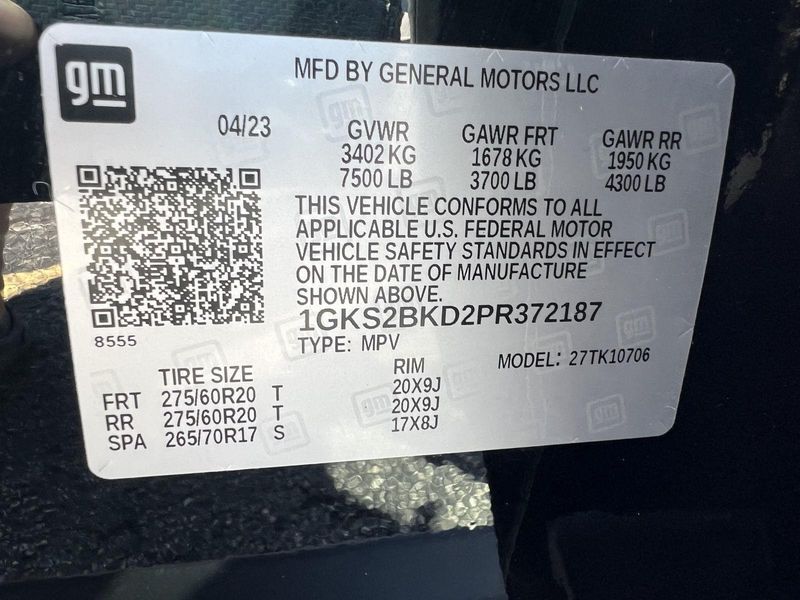 gm
MFD BY GENERAL MOTORS LLC
04/23 GVWR GAWR FRT GAWR RR
3402 KG 1678 KG 1950 KG
7500 LB 3700 LB 4300 LB
THIS VEHICLE CONFORMS TO ALL
APPLICABLE U.S. FEDERAL MOTOR
VEHICLE SAFETY STANDARDS IN EFFECT
ON THE DATE OF MANUFACTURE
SHOWN ABOVE.
1GKS2BKD2PR372187
8555
TYPE: MPV MODEL: 27TK10706
TIRE SIZE RIM
FRT 275/60R20 T 20X9J
RR 275/60R20 T 20X9J
SPA 265/70R17 S 17X8J